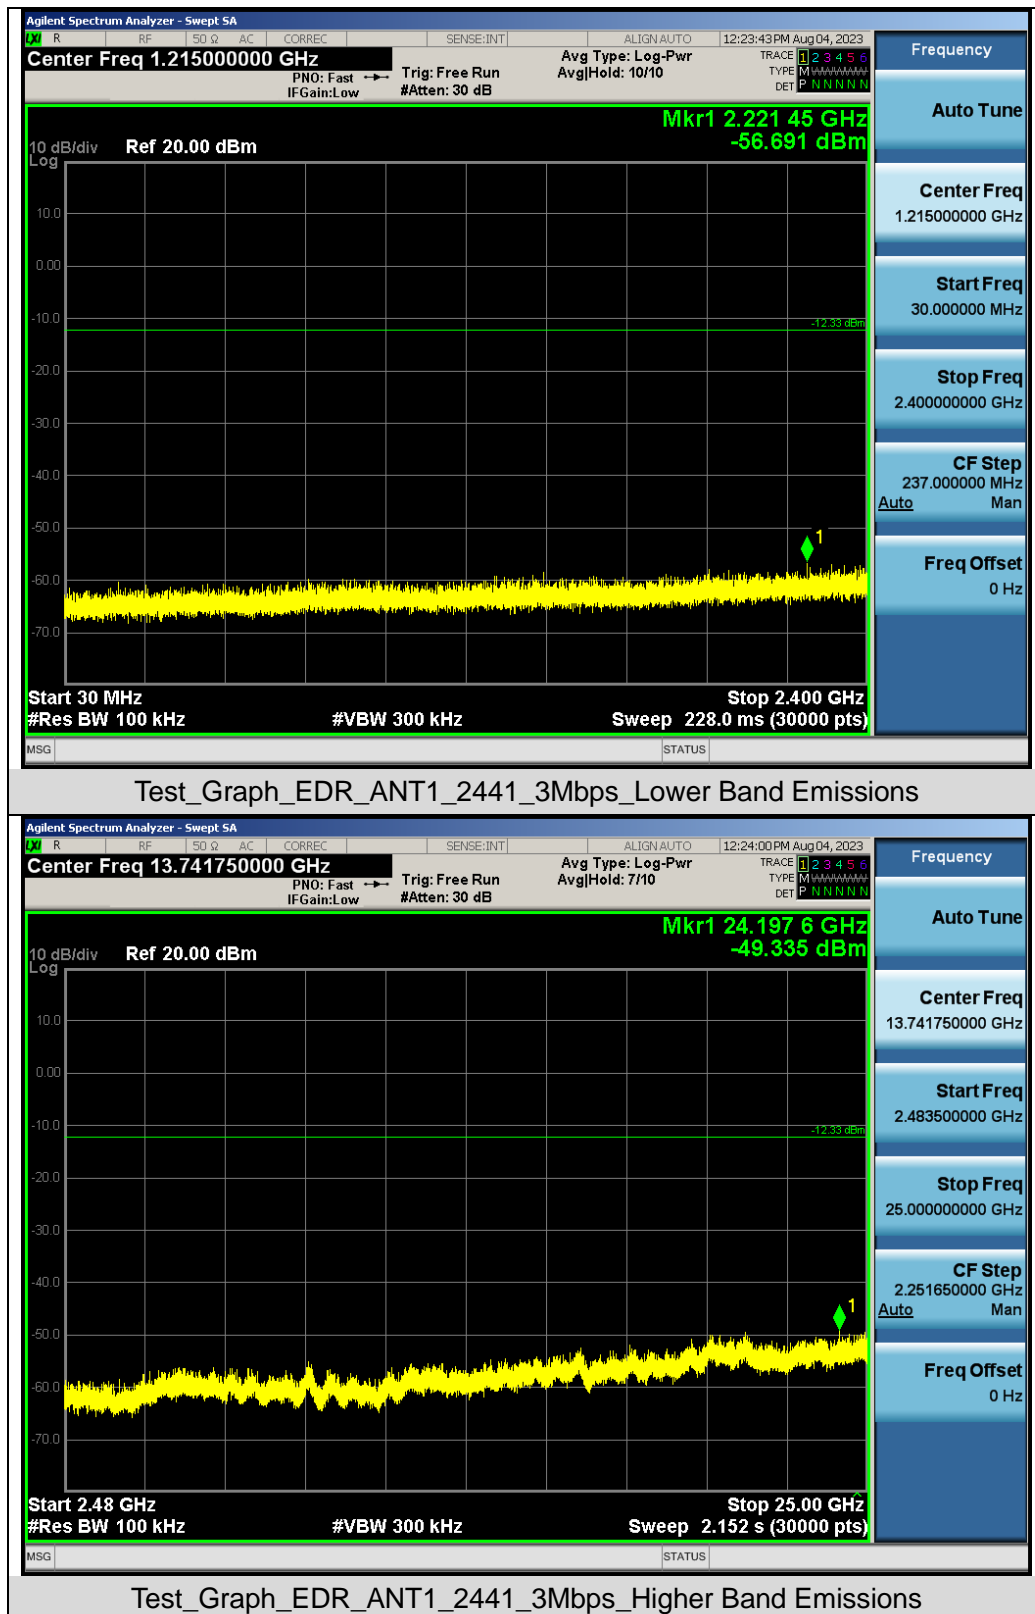 Agilent Spectrum Analyzer - Swept SA
LXI R RF 50 Ω AC CORREC SENSE:INT ALIGN AUTO 12:23:43 PM Aug 04, 2023
Center Freq 1.215000000 GHz
PNO: Fast
IFGain:Low
Trig: Free Run
#Atten: 30 dB
Avg Type: Log-Pwr
Avg|Hold: 10/10
TRACE 1 2 3 4 5 6
TYPE M
DET P N N N N N
Mkr1 2.221 45 GHz
-56.691 dBm
10 dB/div Ref 20.00 dBm
Log
10.0
0.00
-10.0
-12.33 dBm
-20.0
-30.0
-40.0
-50.0
1
-60.0
-70.0
Start 30 MHz Stop 2.400 GHz
#Res BW 100 kHz #VBW 300 kHz Sweep 228.0 ms (30000 pts)
MSG STATUS
Frequency
Auto Tune
Center Freq
1.215000000 GHz
Start Freq
30.000000 MHz
Stop Freq
2.400000000 GHz
CF Step
237.000000 MHz
Auto Man
Freq Offset
0 Hz
Test_Graph_EDR_ANT1_2441_3Mbps_Lower Band Emissions
Agilent Spectrum Analyzer - Swept SA
LXI R RF 50 Ω AC CORREC SENSE:INT ALIGN AUTO 12:24:00 PM Aug 04, 2023
Center Freq 13.741750000 GHz
PNO: Fast
IFGain:Low
Trig: Free Run
#Atten: 30 dB
Avg Type: Log-Pwr
Avg|Hold: 7/10
TRACE 1 2 3 4 5 6
TYPE M
DET P N N N N N
Mkr1 24.197 6 GHz
-49.335 dBm
10 dB/div Ref 20.00 dBm
Log
10.0
0.00
-10.0
-12.33 dBm
-20.0
-30.0
-40.0
1
-50.0
-60.0
-70.0
Start 2.48 GHz Stop 25.00 GHz
#Res BW 100 kHz #VBW 300 kHz Sweep 2.152 s (30000 pts)
MSG STATUS
Frequency
Auto Tune
Center Freq
13.741750000 GHz
Start Freq
2.483500000 GHz
Stop Freq
25.000000000 GHz
CF Step
2.251650000 GHz
Auto Man
Freq Offset
0 Hz
Test_Graph_EDR_ANT1_2441_3Mbps_Higher Band Emissions